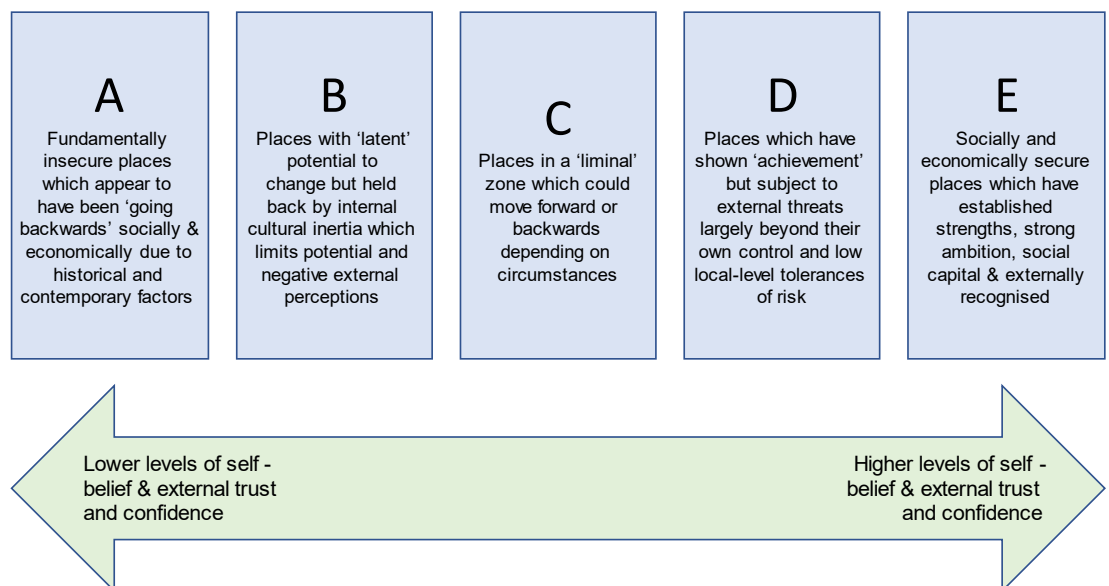 A
Fundamentally
insecure places
which appear to
have been ‘going
backwards’ socially &
economically due to
historical and
contemporary factors
B
Places with ‘latent’
potential to
change but held
back by internal
cultural inertia which
limits potential and
negative external
perceptions
C
Places in a ‘liminal’
zone which could
move forward or
backwards
depending on
circumstances
D
Places which have
shown ‘achievement’
but subject to
external threats
largely beyond their
own control and low
local-level tolerances
of risk
E
Socially and
economically secure
places which have
established
strengths, strong
ambition, social
capital & externally
recognised
Lower levels of self -
belief & external trust
and confidence
Higher levels of self -
belief & external trust
and confidence